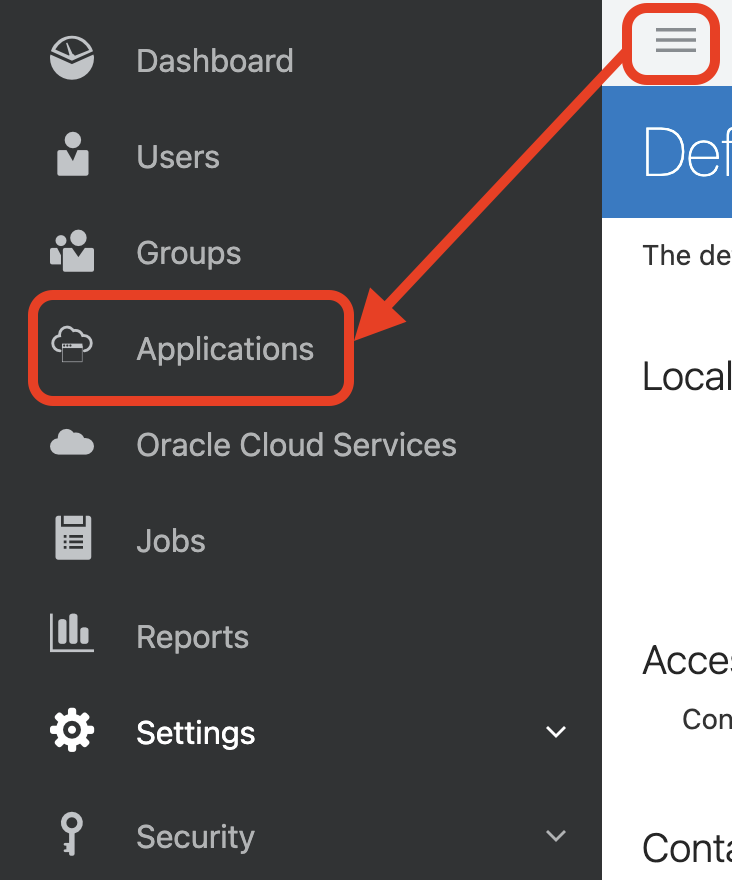 Dashboard
Users
Groups
Applications
Oracle Cloud Services
Jobs
Reports
Settings
Security
Def
The de
Local
Acces
Con
Conta